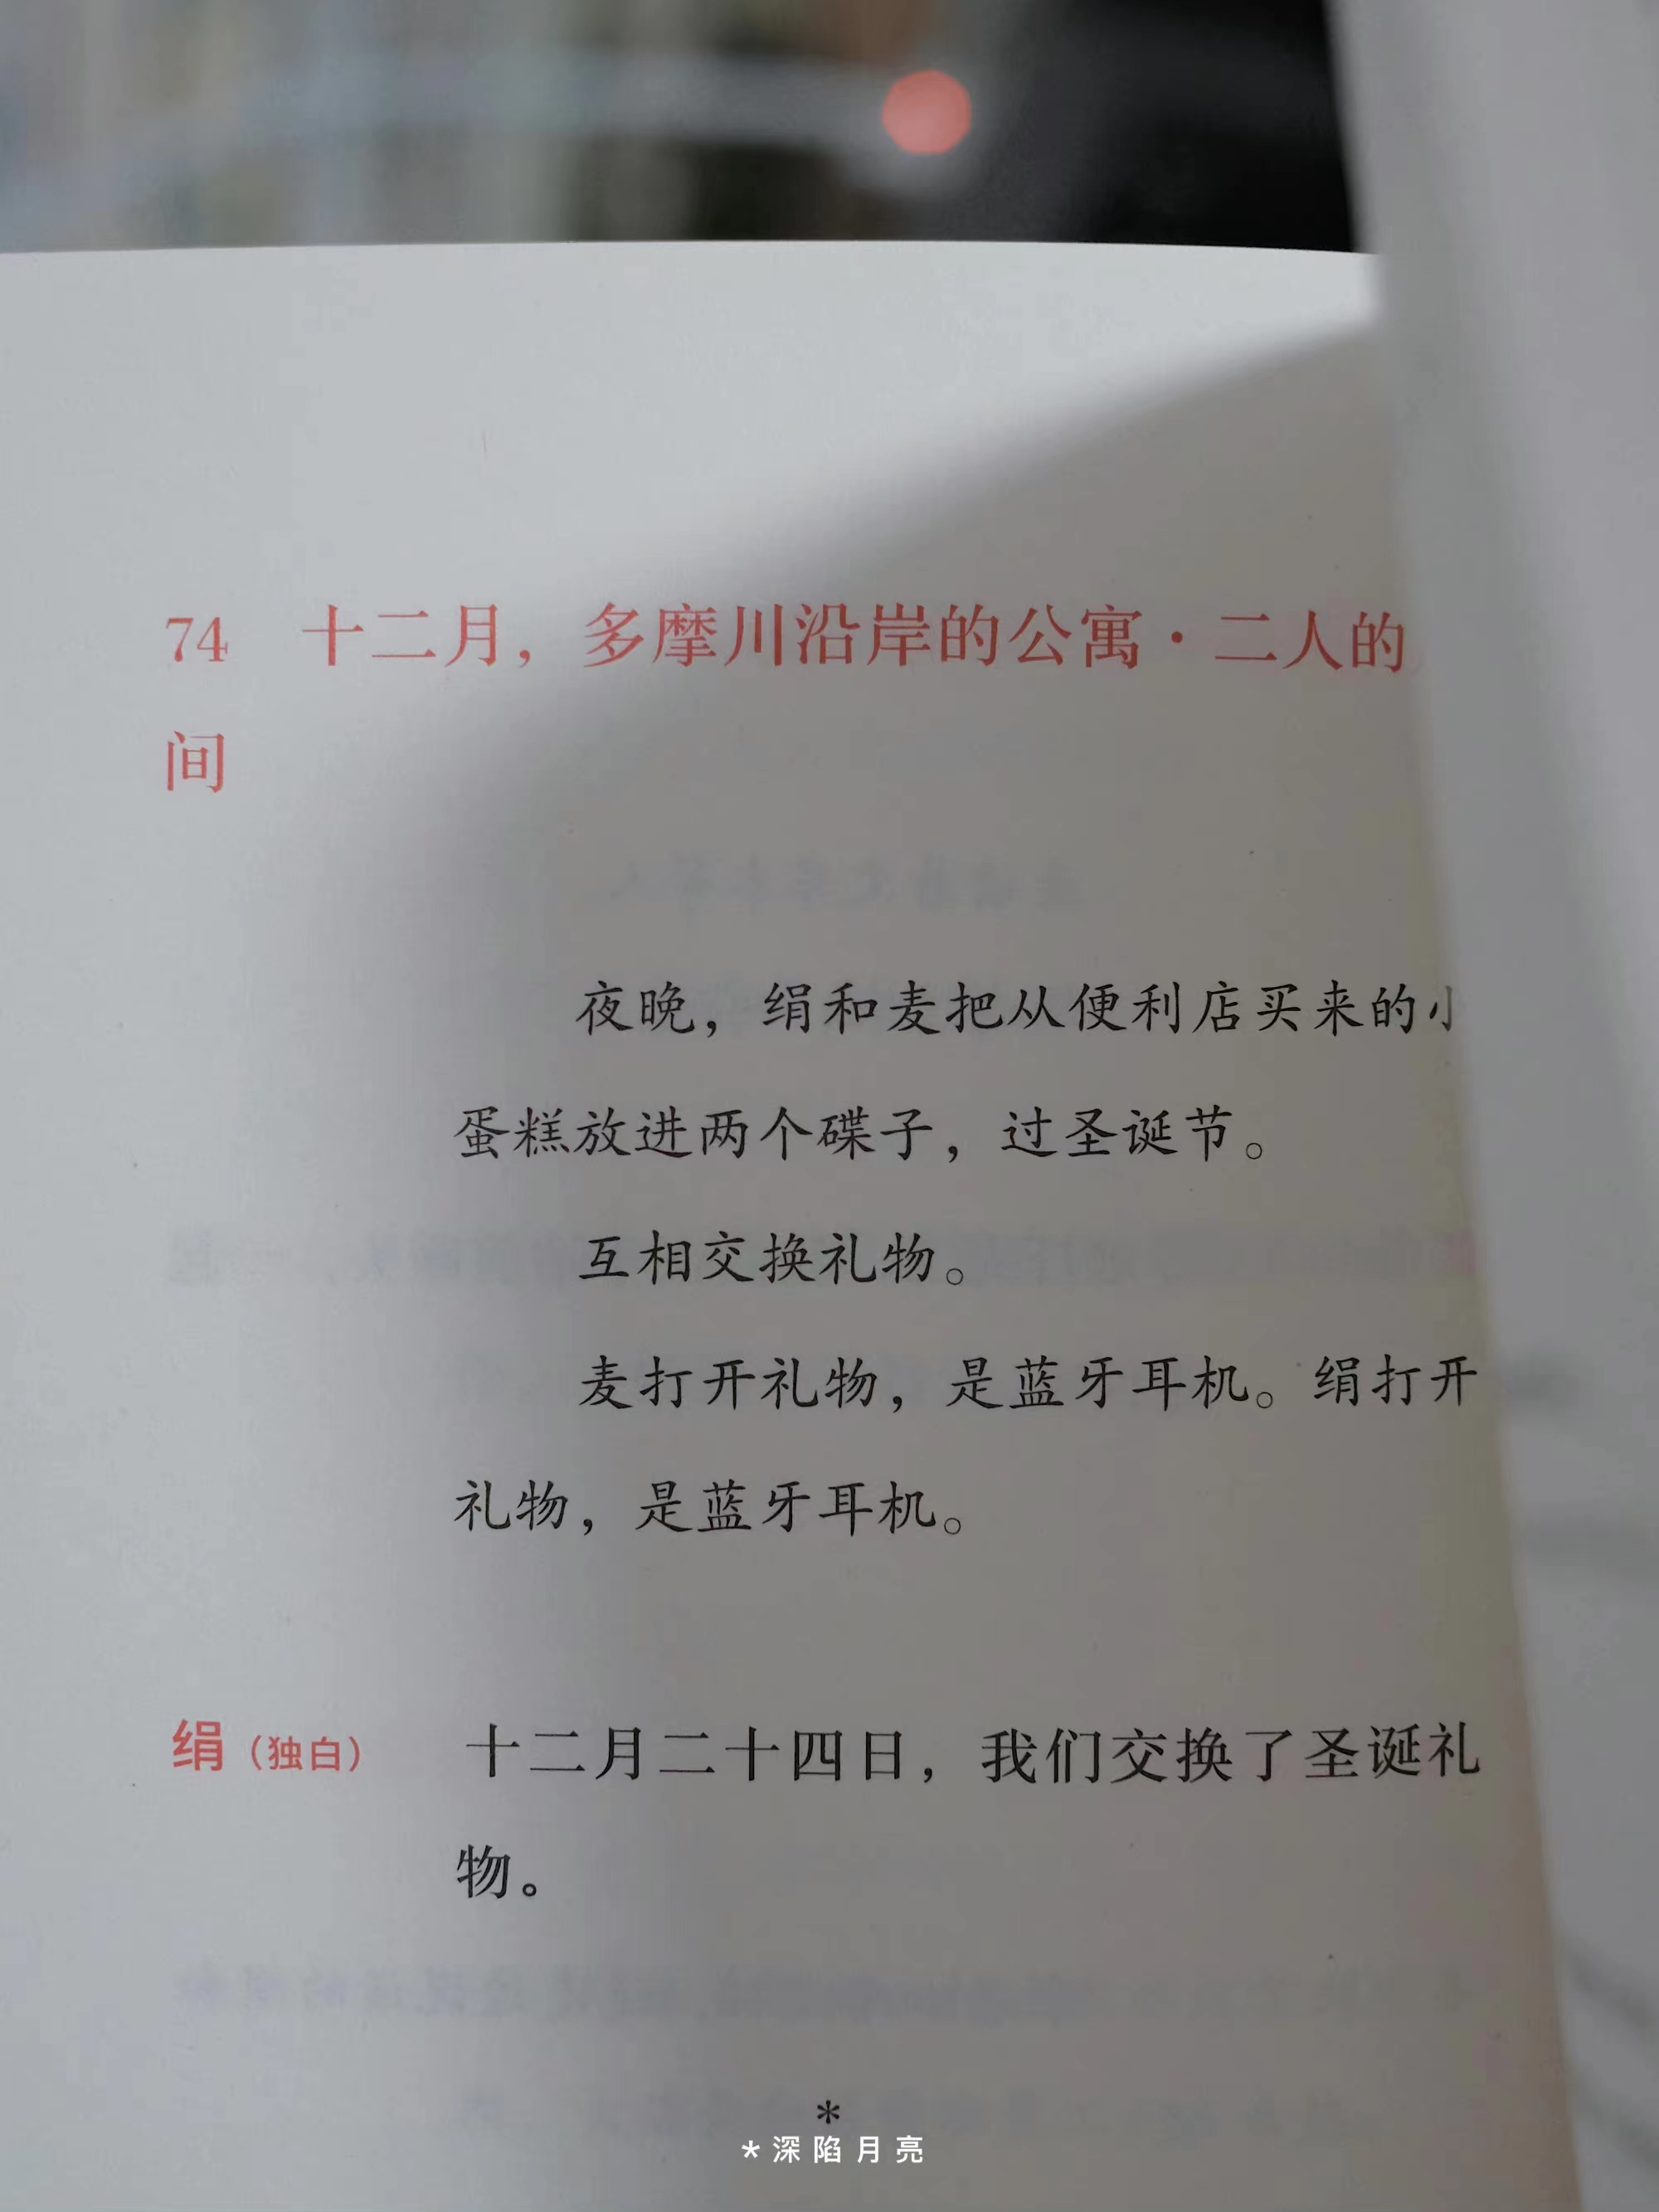 74 十二月，多摩川沿岸的公寓·二人的
间
夜晚，绢和麦把从便利店买来的小
蛋糕放进两个碟子，过圣诞节。
互相交换礼物。
麦打开礼物，是蓝牙耳机。绢打开
礼物，是蓝牙耳机。
绢（独白） 十二月二十四日，我们交换了圣诞礼
物。
*
*深陷月亮